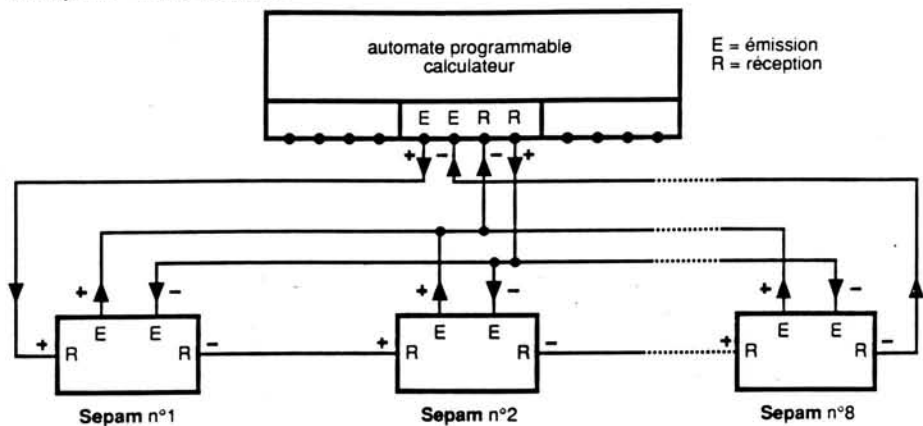 automate programmable
calculateur
E = émission
R = réception
E E R R
+ − − +
+ − + − + −
E E E E E E
+ R R − + R R − + R R −
Sepam n°1 Sepam n°2 Sepam n°8